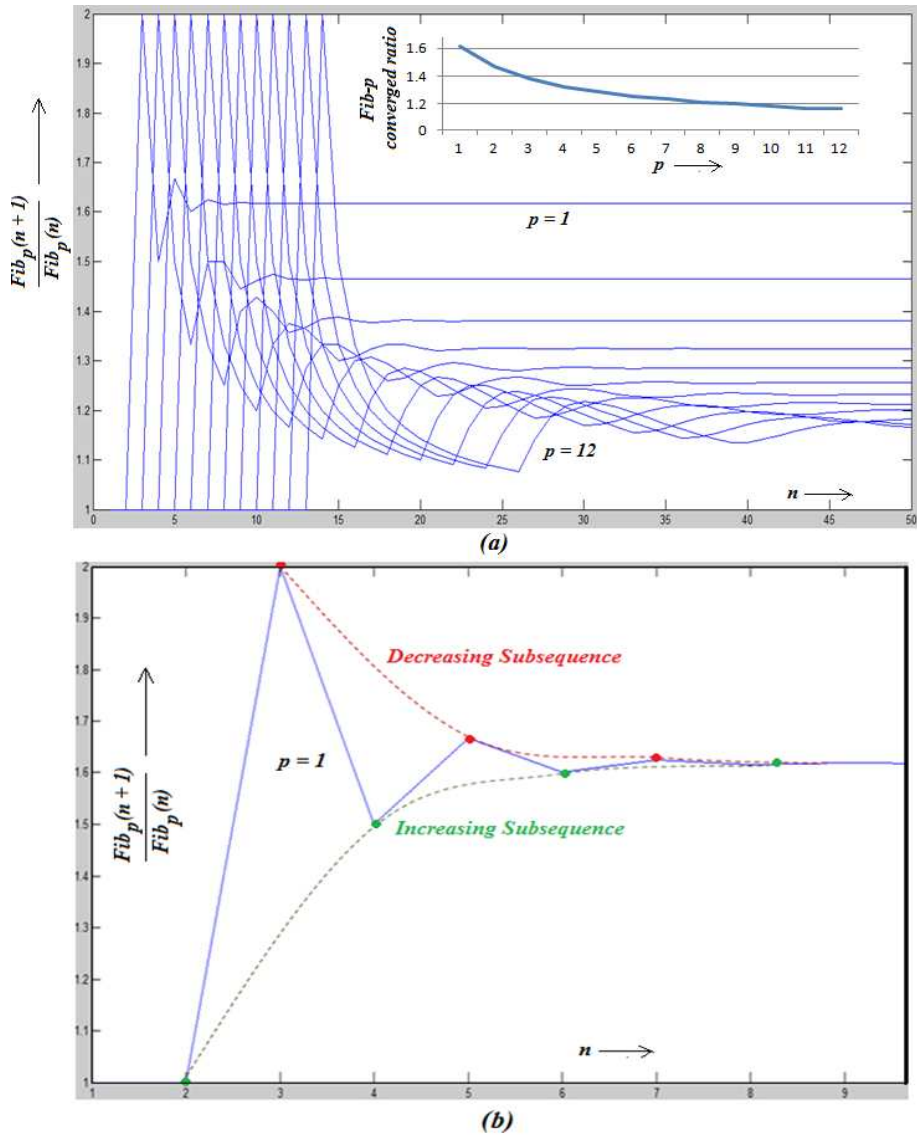 2
1.9
1.8
1.7
1.6
1.5
1.4
1.3
1.2
1.1
1
Fib_p(n + 1)
Fib_p(n)
Fib-p
converged ratio
1.6
1.4
1.2
0
1 2 3 4 5 6 7 8 9 10 11 12
p
p = 1
p = 12
n
0 5 10 15 20 25 30 35 40 45 50
(a)
2
1.9
1.8
1.7
1.6
1.5
1.4
1.3
1.2
1.1
1
Fib_p(n + 1)
Fib_p(n)
Decreasing Subsequence
p = 1
Increasing Subsequence
n
1 2 3 4 5 6 7 8 9
(b)